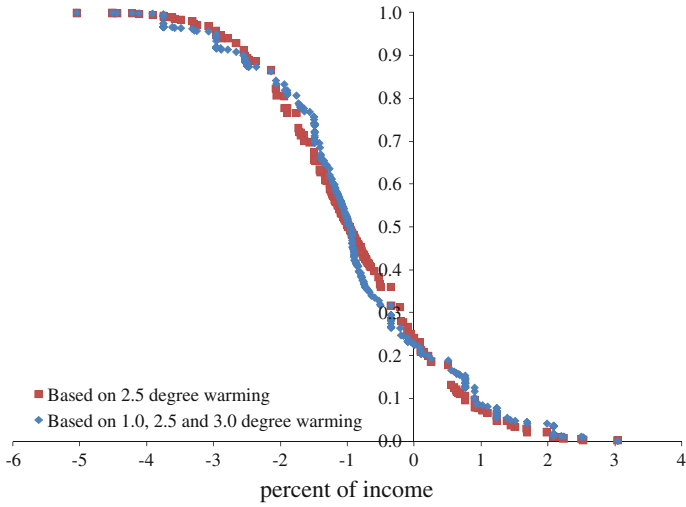 1.0
0.9
0.8
0.7
0.6
0.5
0.4
0.3
0.2
0.1
0.0
Based on 2.5 degree warming
Based on 1.0, 2.5 and 3.0 degree warming
-6 -5 -4 -3 -2 -1 0 1 2 3 4
percent of income